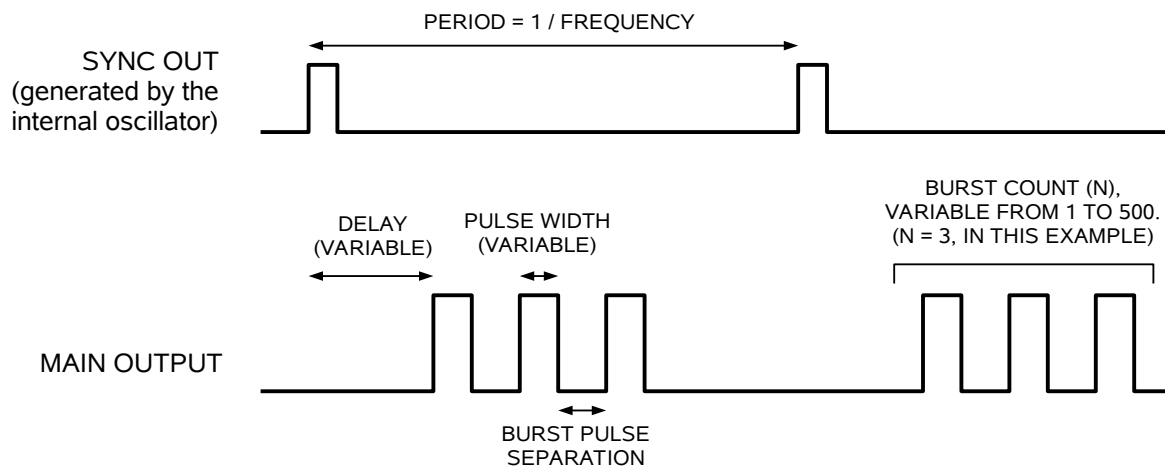 PERIOD = 1 / FREQUENCY
SYNC OUT
(generated by the
internal oscillator)
BURST COUNT (N),
VARIABLE FROM 1 TO 500.
(N = 3, IN THIS EXAMPLE)
DELAY
(VARIABLE)
PULSE WIDTH
(VARIABLE)
MAIN OUTPUT
BURST PULSE
SEPARATION